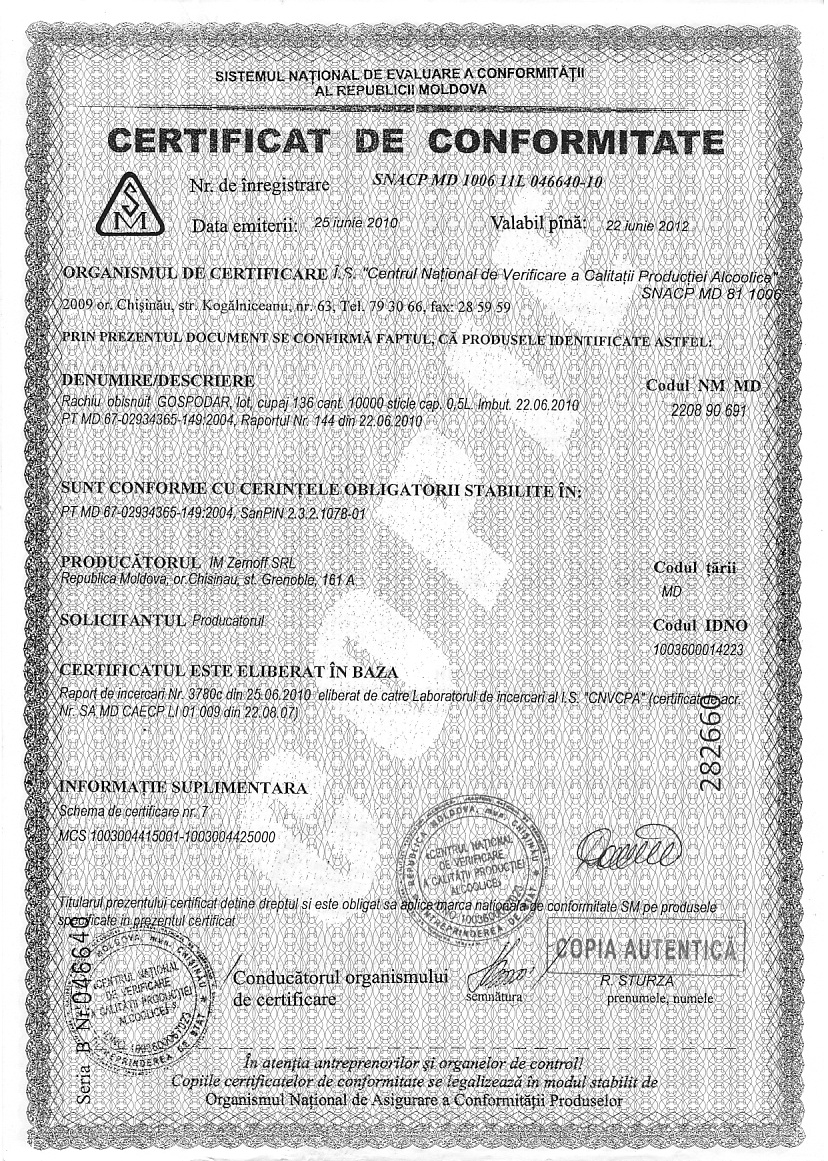 SISTEMUL NAȚIONAL DE EVALUARE A CONFORMITĂȚII
AL REPUBLICII MOLDOVA
CERTIFICAT DE CONFORMITATE
SM
Nr. de înregistrare SNACP MD 1006 11L 046640-10
Data emiterii: 25 iunie 2010 Valabil pînă: 22 iunie 2012
ORGANISMUL DE CERTIFICARE Î.S. "Centrul Național de Verificare a Calității Producției Alcoolice"
SNACP MD 81 1006
2009 or. Chișinău, str. Kogălniceanu, nr. 63, Tel. 79 30 66, fax: 28 59 59
PRIN PREZENTUL DOCUMENT SE CONFIRMĂ FAPTUL, CĂ PRODUSELE IDENTIFICATE ASTFEL:
DENUMIRE/DESCRIERE Codul NM MD
Rachiu obisnuit GOSPODAR, lot, cupaj 136 cant. 10000 sticle cap. 0,5L. Imbut. 22.06.2010
2208 90 691
PT MD 67-02934365-149:2004, Raportul Nr. 144 din 22.06.2010
SUNT CONFORME CU CERINȚELE OBLIGATORII STABILITE ÎN:
PT MD 67-02934365-149:2004, SanPiN 2.3.2.1078-01
PRODUCĂTORUL IM Zernoff SRL Codul țării
Republica Moldova, or.Chisinau, st. Grenoble, 161 A
MD
SOLICITANTUL Producatorul Codul IDNO
1003600014223
CERTIFICATUL ESTE ELIBERAT ÎN BAZA
Raport de incercari Nr. 3780c din 25.06.2010 eliberat de catre Laboratorul de incercari al I.S. "CNVCPA" (certificat de acr.
Nr. SA MD CAECP LI 01 009 din 22.08.07)
282660
INFORMAȚIE SUPLIMENTARA
Schema de certificare nr. 7
MCS 1003004415001-1003004425000
REPUBLICA MOLDOVA, mun. CHIȘINĂU
CENTRUL NAȚIONAL
DE VERIFICARE
A CALITĂȚII PRODUCȚIEI
ALCOOLICE
ÎNTREPRINDEREA DE STAT
Titularul prezentului certificat detine dreptul si este obligat sa aplice marca nationala de conformitate SM pe produsele
specificate in prezentul certificat
COPIA AUTENTICĂ
Conducătorul organismului
de certificare
semnătura
R. STURZA
prenumele, numele
MOLDOVA, mun. CHIȘINĂU
CENTRUL NAȚIONAL
DE VERIFICARE
A CALITĂȚII PRODUCȚIEI
ALCOOLICE
ÎNTREPRINDEREA DE STAT
Seria B Nr. 046640
În atenția antreprenorilor și organelor de control!
Copiile certificatelor de conformitate se legalizează în modul stabilit de
Organismul Național de Asigurare a Conformității Produselor
COPIE